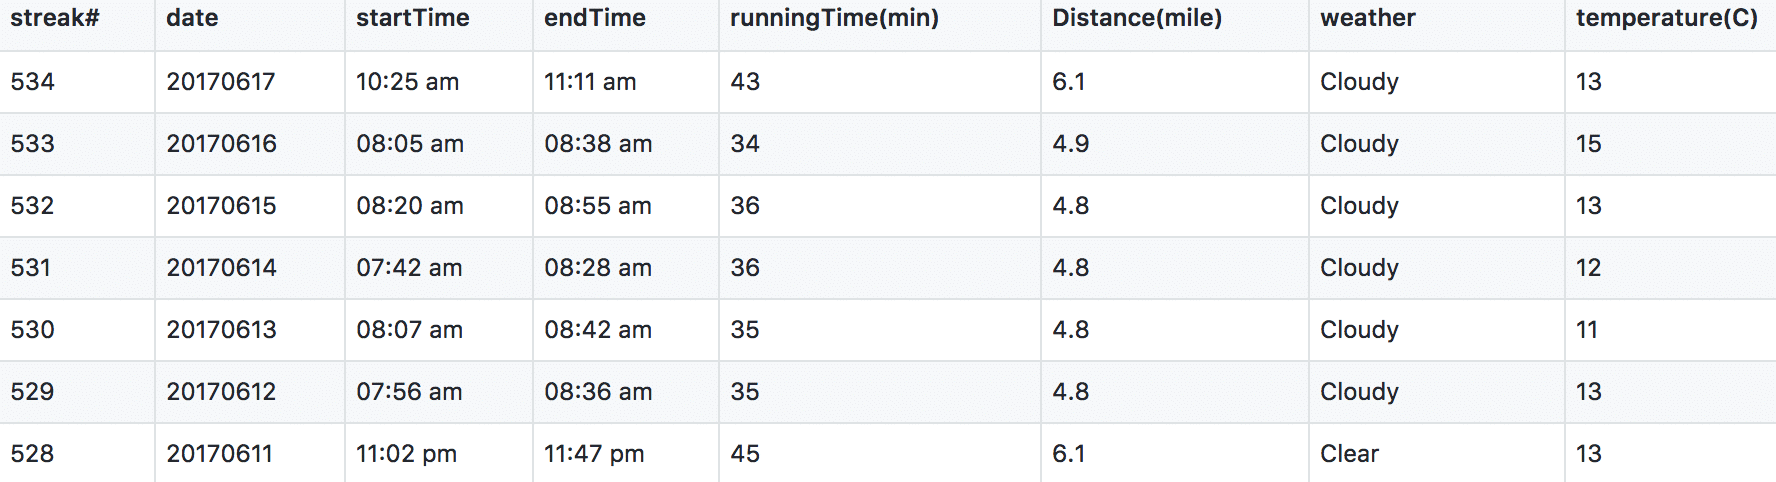 streak# date startTime endTime runningTime(min) Distance(mile) weather temperature(C)
534 20170617 10:25 am 11:11 am 43 6.1 Cloudy 13
533 20170616 08:05 am 08:38 am 34 4.9 Cloudy 15
532 20170615 08:20 am 08:55 am 36 4.8 Cloudy 13
531 20170614 07:42 am 08:28 am 36 4.8 Cloudy 12
530 20170613 08:07 am 08:42 am 35 4.8 Cloudy 11
529 20170612 07:56 am 08:36 am 35 4.8 Cloudy 13
528 20170611 11:02 pm 11:47 pm 45 6.1 Clear 13